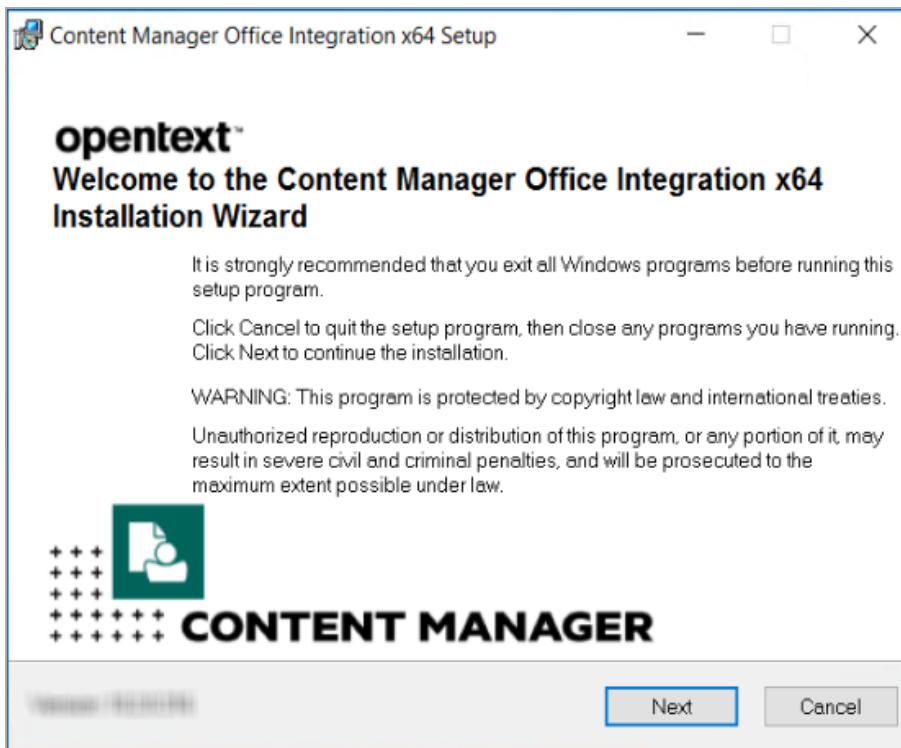 Content Manager Office Integration x64 Setup
opentext™
Welcome to the Content Manager Office Integration x64
Installation Wizard
It is strongly recommended that you exit all Windows programs before running this
setup program.
Click Cancel to quit the setup program, then close any programs you have running.
Click Next to continue the installation.
WARNING: This program is protected by copyright law and international treaties.
Unauthorized reproduction or distribution of this program, or any portion of it, may
result in severe civil and criminal penalties, and will be prosecuted to the
maximum extent possible under law.
CONTENT MANAGER
Next
Cancel